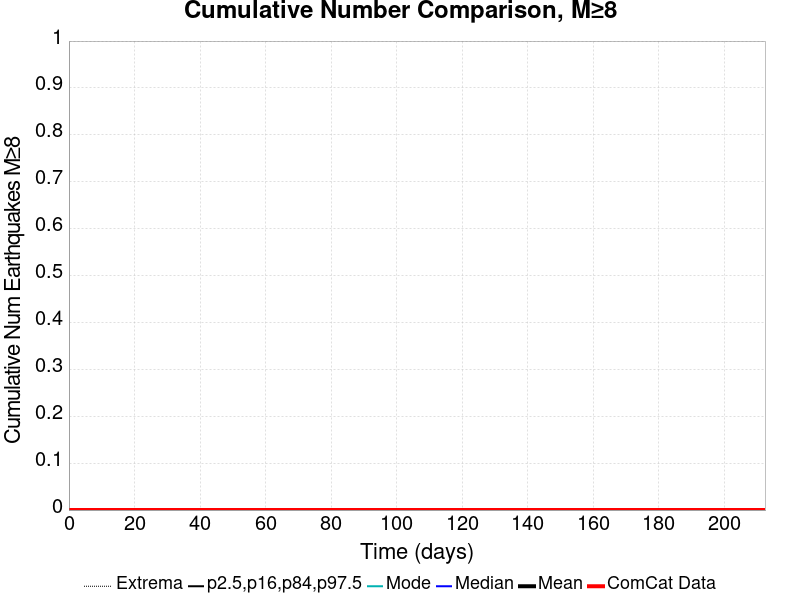 Cumulative Number Comparison, M≥8
Cumulative Num Earthquakes M≥8
1
0.9
0.8
0.7
0.6
0.5
0.4
0.3
0.2
0.1
0
0 20 40 60 80 100 120 140 160 180 200
Time (days)
Extrema p2.5,p16,p84,p97.5 Mode Median Mean ComCat Data